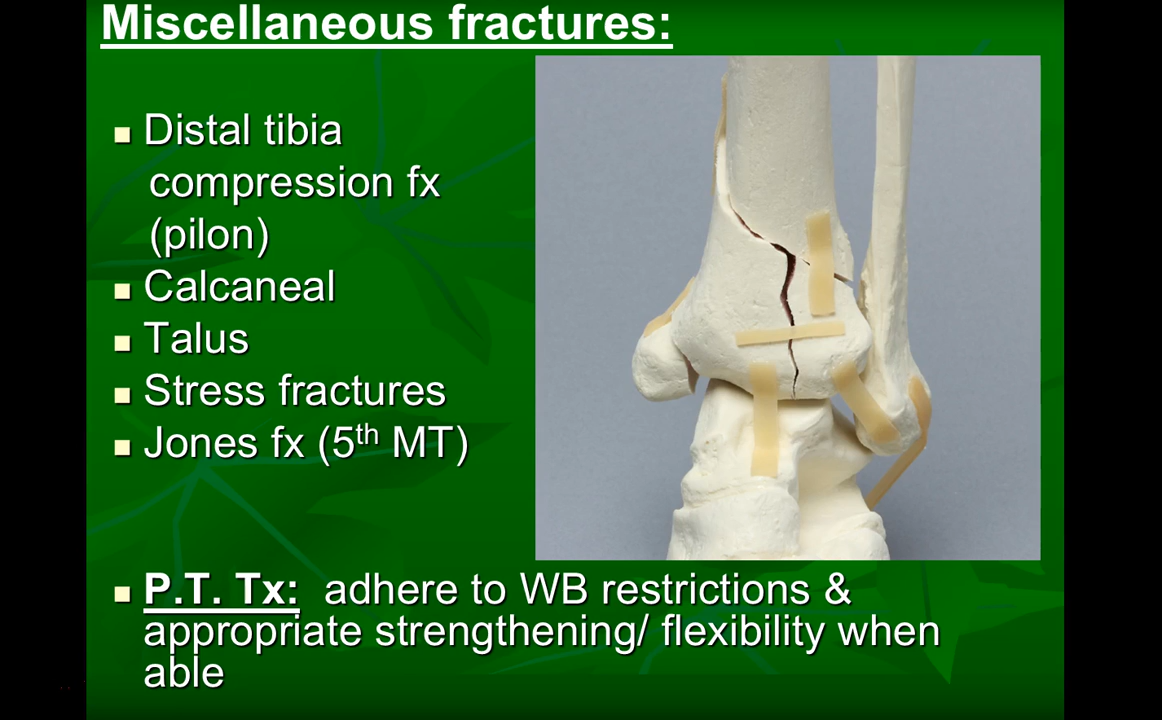 Miscellaneous fractures:
Distal tibia
compression fx
(pilon)
Calcaneal
Talus
Stress fractures
Jones fx (5th MT)
P.T. Tx: adhere to WB restrictions &
appropriate strengthening/ flexibility when
able